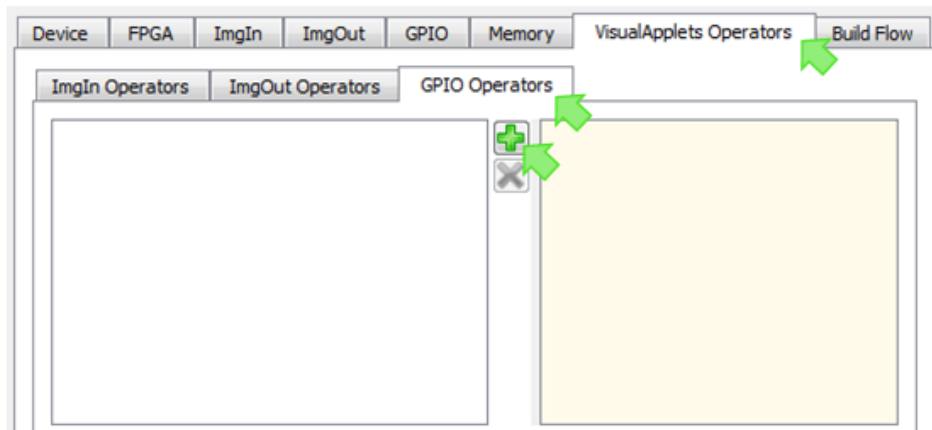 Device FPGA ImgIn ImgOut GPIO Memory VisualApplets Operators Build Flow
ImgIn Operators ImgOut Operators GPIO Operators